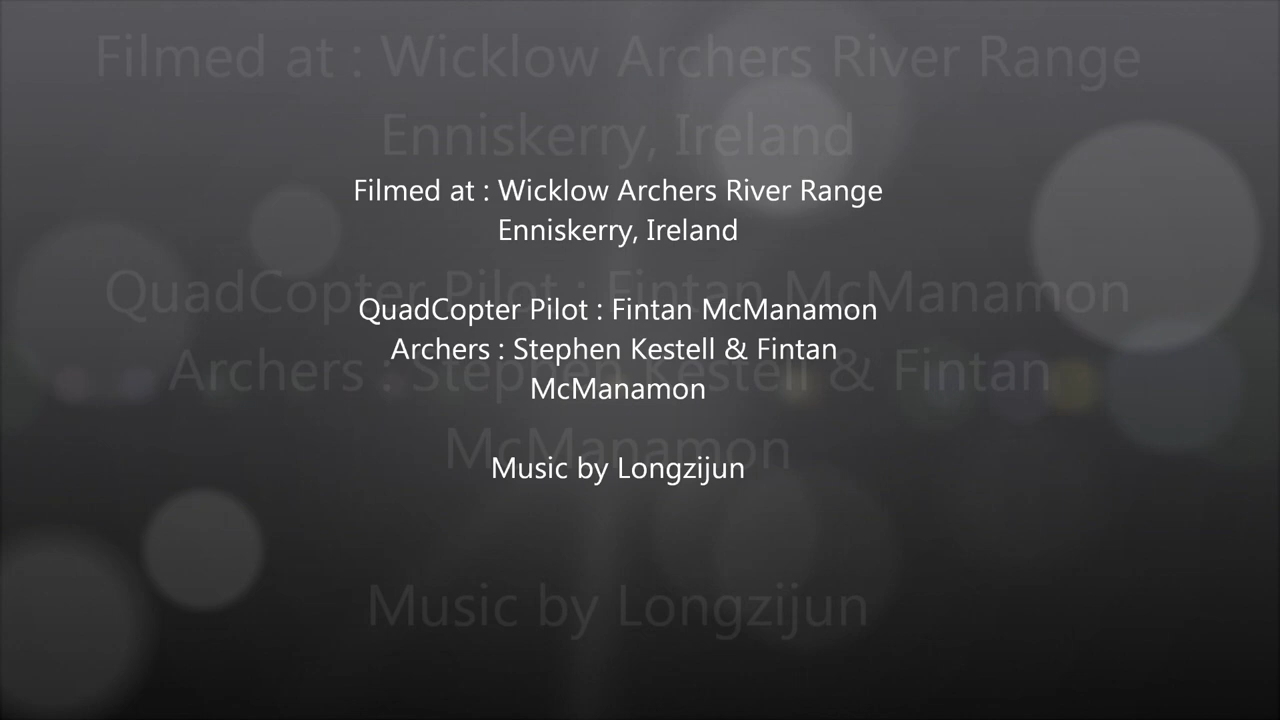 Filmed at : Wicklow Archers River Range
Enniskerry, Ireland
QuadCopter Pilot : Fintan McManamon
Archers : Stephen Kestell & Fintan
McManamon
Music by Longzijun